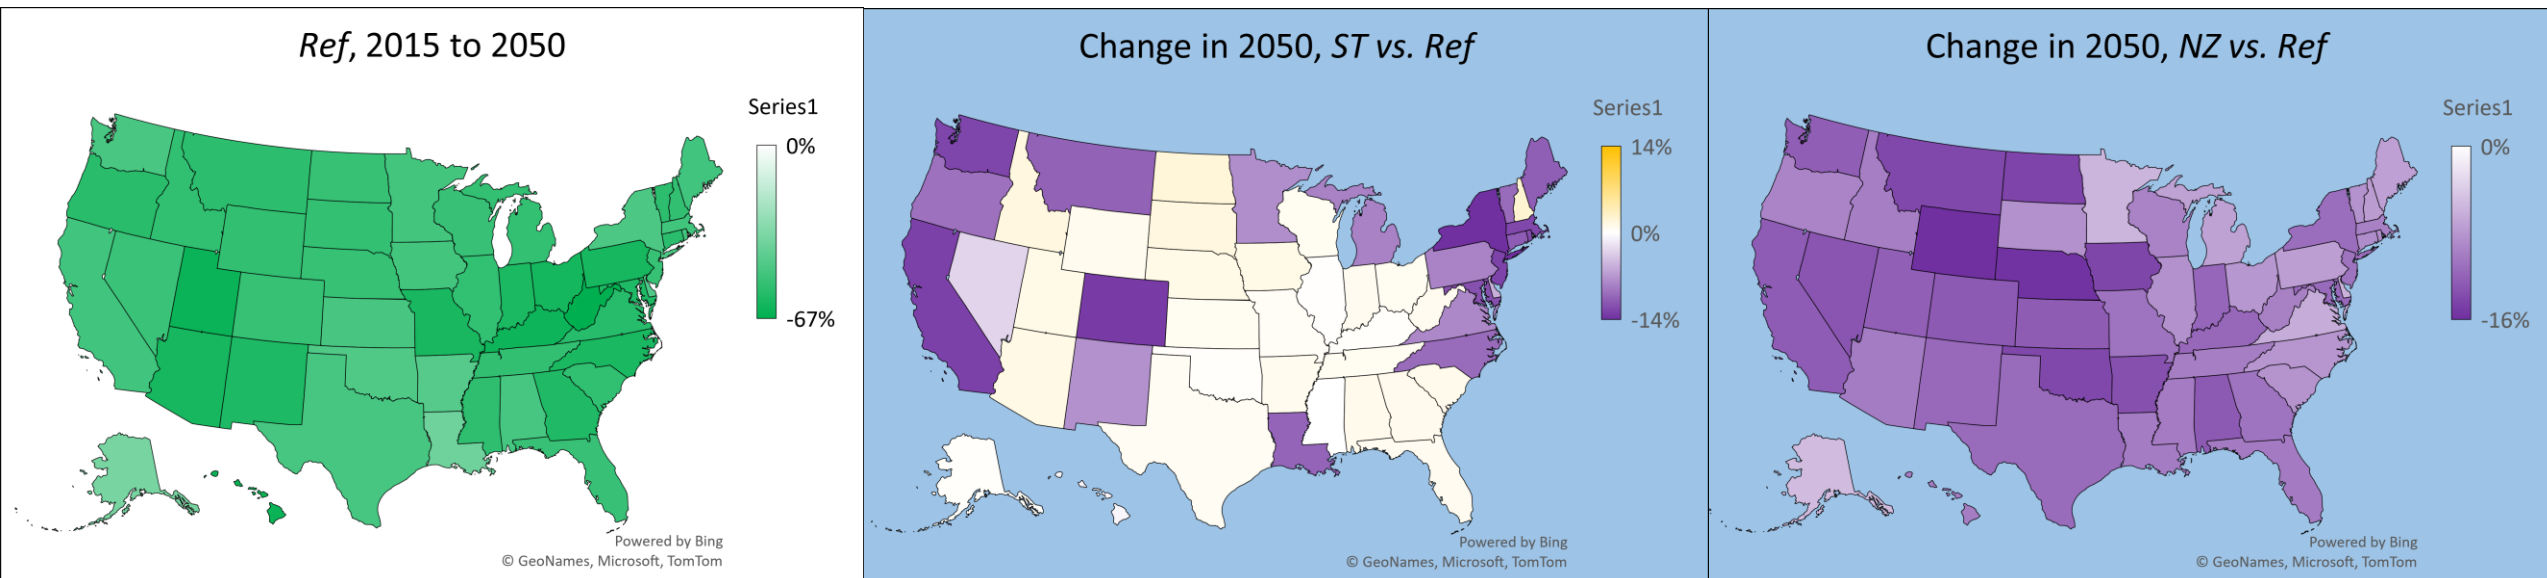 Ref, 2015 to 2050
Series1
0%
-67%
Powered by Bing
© GeoNames, Microsoft, TomTom
Change in 2050, ST vs. Ref
Series1
14%
0%
-14%
Powered by Bing
© GeoNames, Microsoft, TomTom
Change in 2050, NZ vs. Ref
Series1
0%
-16%
Powered by Bing
© GeoNames, Microsoft, TomTom